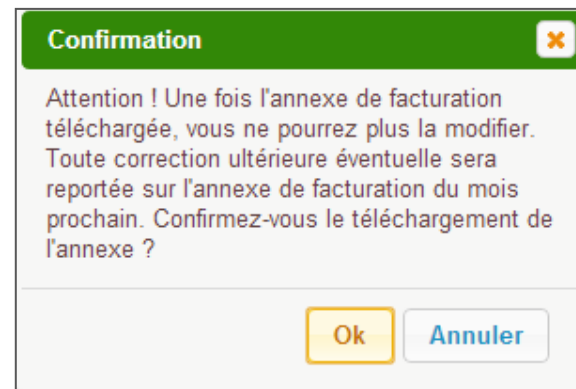 Confirmation
Attention ! Une fois l'annexe de facturation
téléchargée, vous ne pourrez plus la modifier.
Toute correction ultérieure éventuelle sera
reportée sur l'annexe de facturation du mois
prochain. Confirmez-vous le téléchargement de
l'annexe ?
Ok Annuler